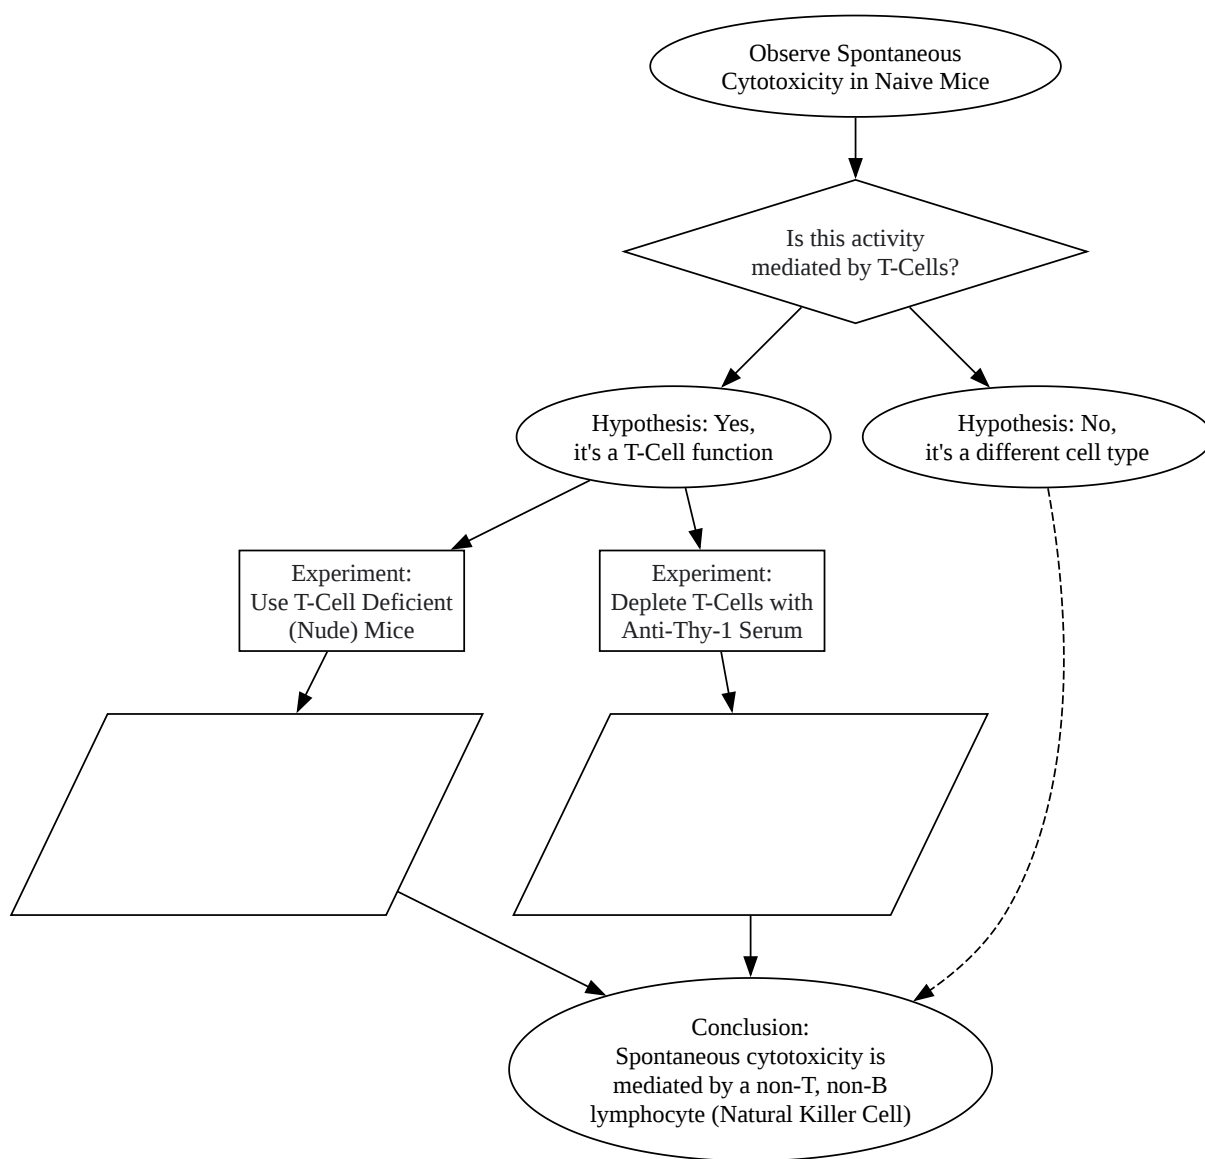 Observe Spontaneous
Cytotoxicity in Naive Mice
Is this activity
mediated by T-Cells?
Hypothesis: Yes,
it's a T-Cell function
Hypothesis: No,
it's a different cell type
Experiment:
Use T-Cell Deficient
(Nude) Mice
Experiment:
Deplete T-Cells with
Anti-Thy-1 Serum
Conclusion:
Spontaneous cytotoxicity is
mediated by a non-T, non-B
lymphocyte (Natural Killer Cell)